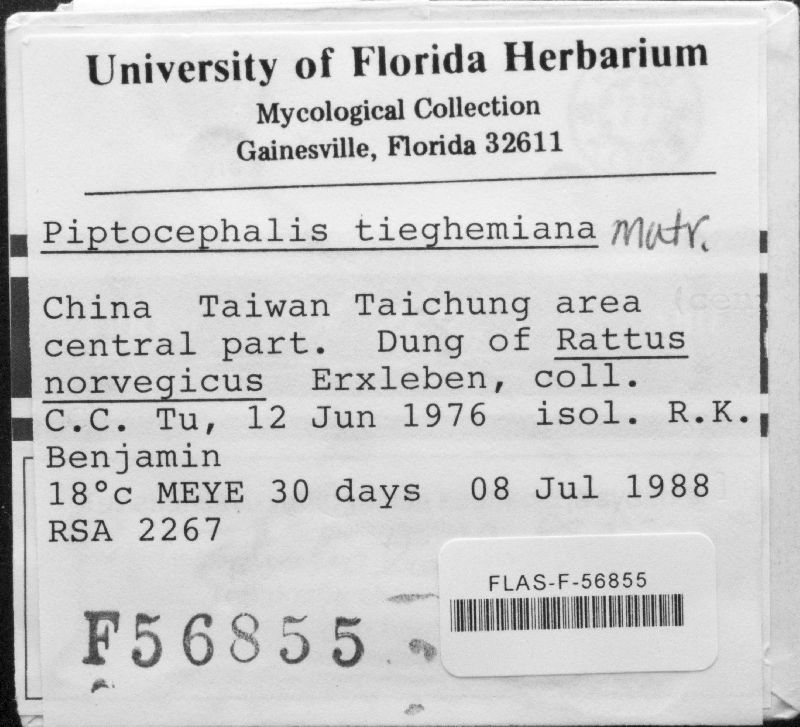 University of Florida Herbarium
Mycological Collection
Gainesville, Florida 32611
Piptocephalis tieghemiana Matr.
China Taiwan Taichung area
central part. Dung of Rattus
norvegicus Erxleben, coll.
C.C. Tu, 12 Jun 1976 isol. R.K.
Benjamin
18°c MEYE 30 days 08 Jul 1988
RSA 2267
FLAS-F-56855
F56855